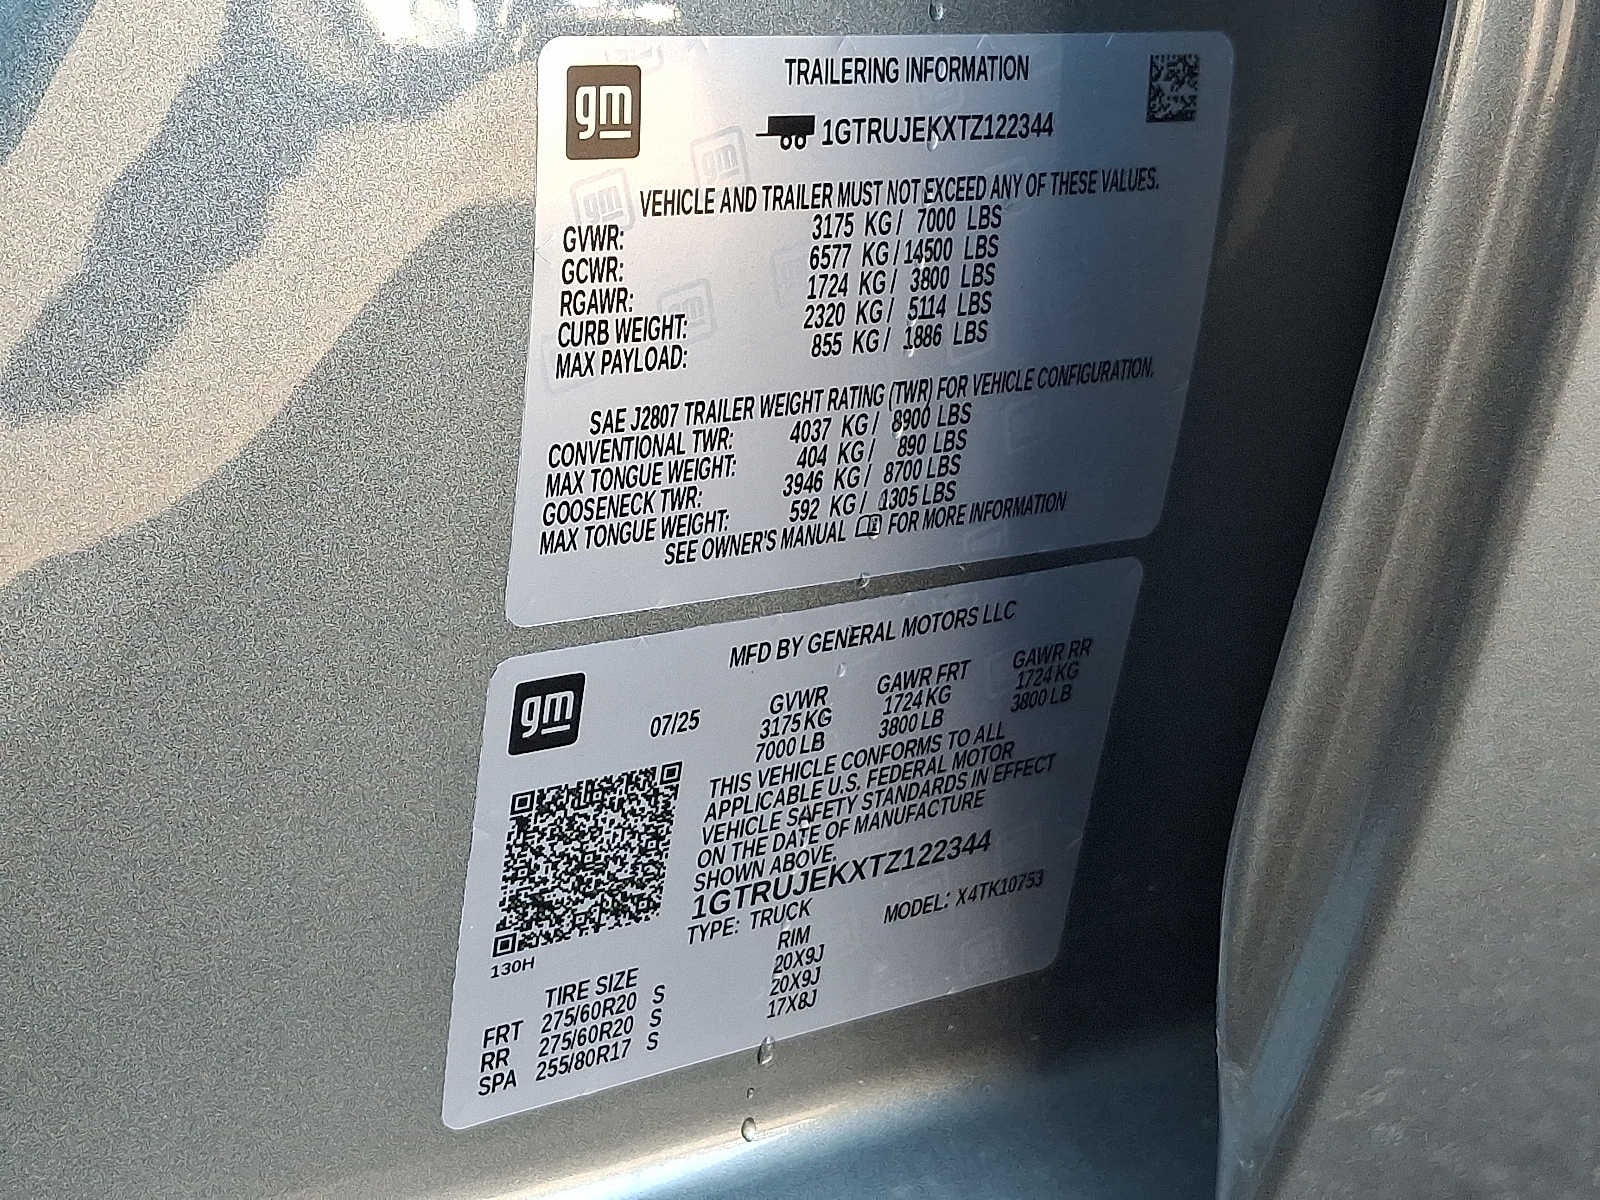 gm
TRAILERING INFORMATION
1GTRUJEKXTZ122344
VEHICLE AND TRAILER MUST NOT EXCEED ANY OF THESE VALUES.
GVWR: 3175 KG / 7000 LBS
GCWR: 6577 KG / 14500 LBS
RGAWR: 1724 KG / 3800 LBS
CURB WEIGHT: 2320 KG / 5114 LBS
MAX PAYLOAD: 855 KG / 1886 LBS
SAE J2807 TRAILER WEIGHT RATING (TWR) FOR VEHICLE CONFIGURATION.
CONVENTIONAL TWR: 4037 KG / 8900 LBS
MAX TONGUE WEIGHT: 404 KG / 890 LBS
GOOSENECK TWR: 3946 KG / 8700 LBS
MAX TONGUE WEIGHT: 592 KG / 1305 LBS
SEE OWNER'S MANUAL FOR MORE INFORMATION
MFD BY GENERAL MOTORS LLC
gm
07/25
GVWR GAWR FRT GAWR RR
3175 KG 1724 KG 1724 KG
7000 LB 3800 LB 3800 LB
THIS VEHICLE CONFORMS TO ALL
APPLICABLE U.S. FEDERAL MOTOR
VEHICLE SAFETY STANDARDS IN EFFECT
ON THE DATE OF MANUFACTURE
SHOWN ABOVE.
1GTRUJEKXTZ122344
TYPE: TRUCK MODEL: X4TK10753
130H
TIRE SIZE RIM
FRT 275/60R20 S 20X9J
RR 275/60R20 S 20X9J
SPA 255/80R17 S 17X8J